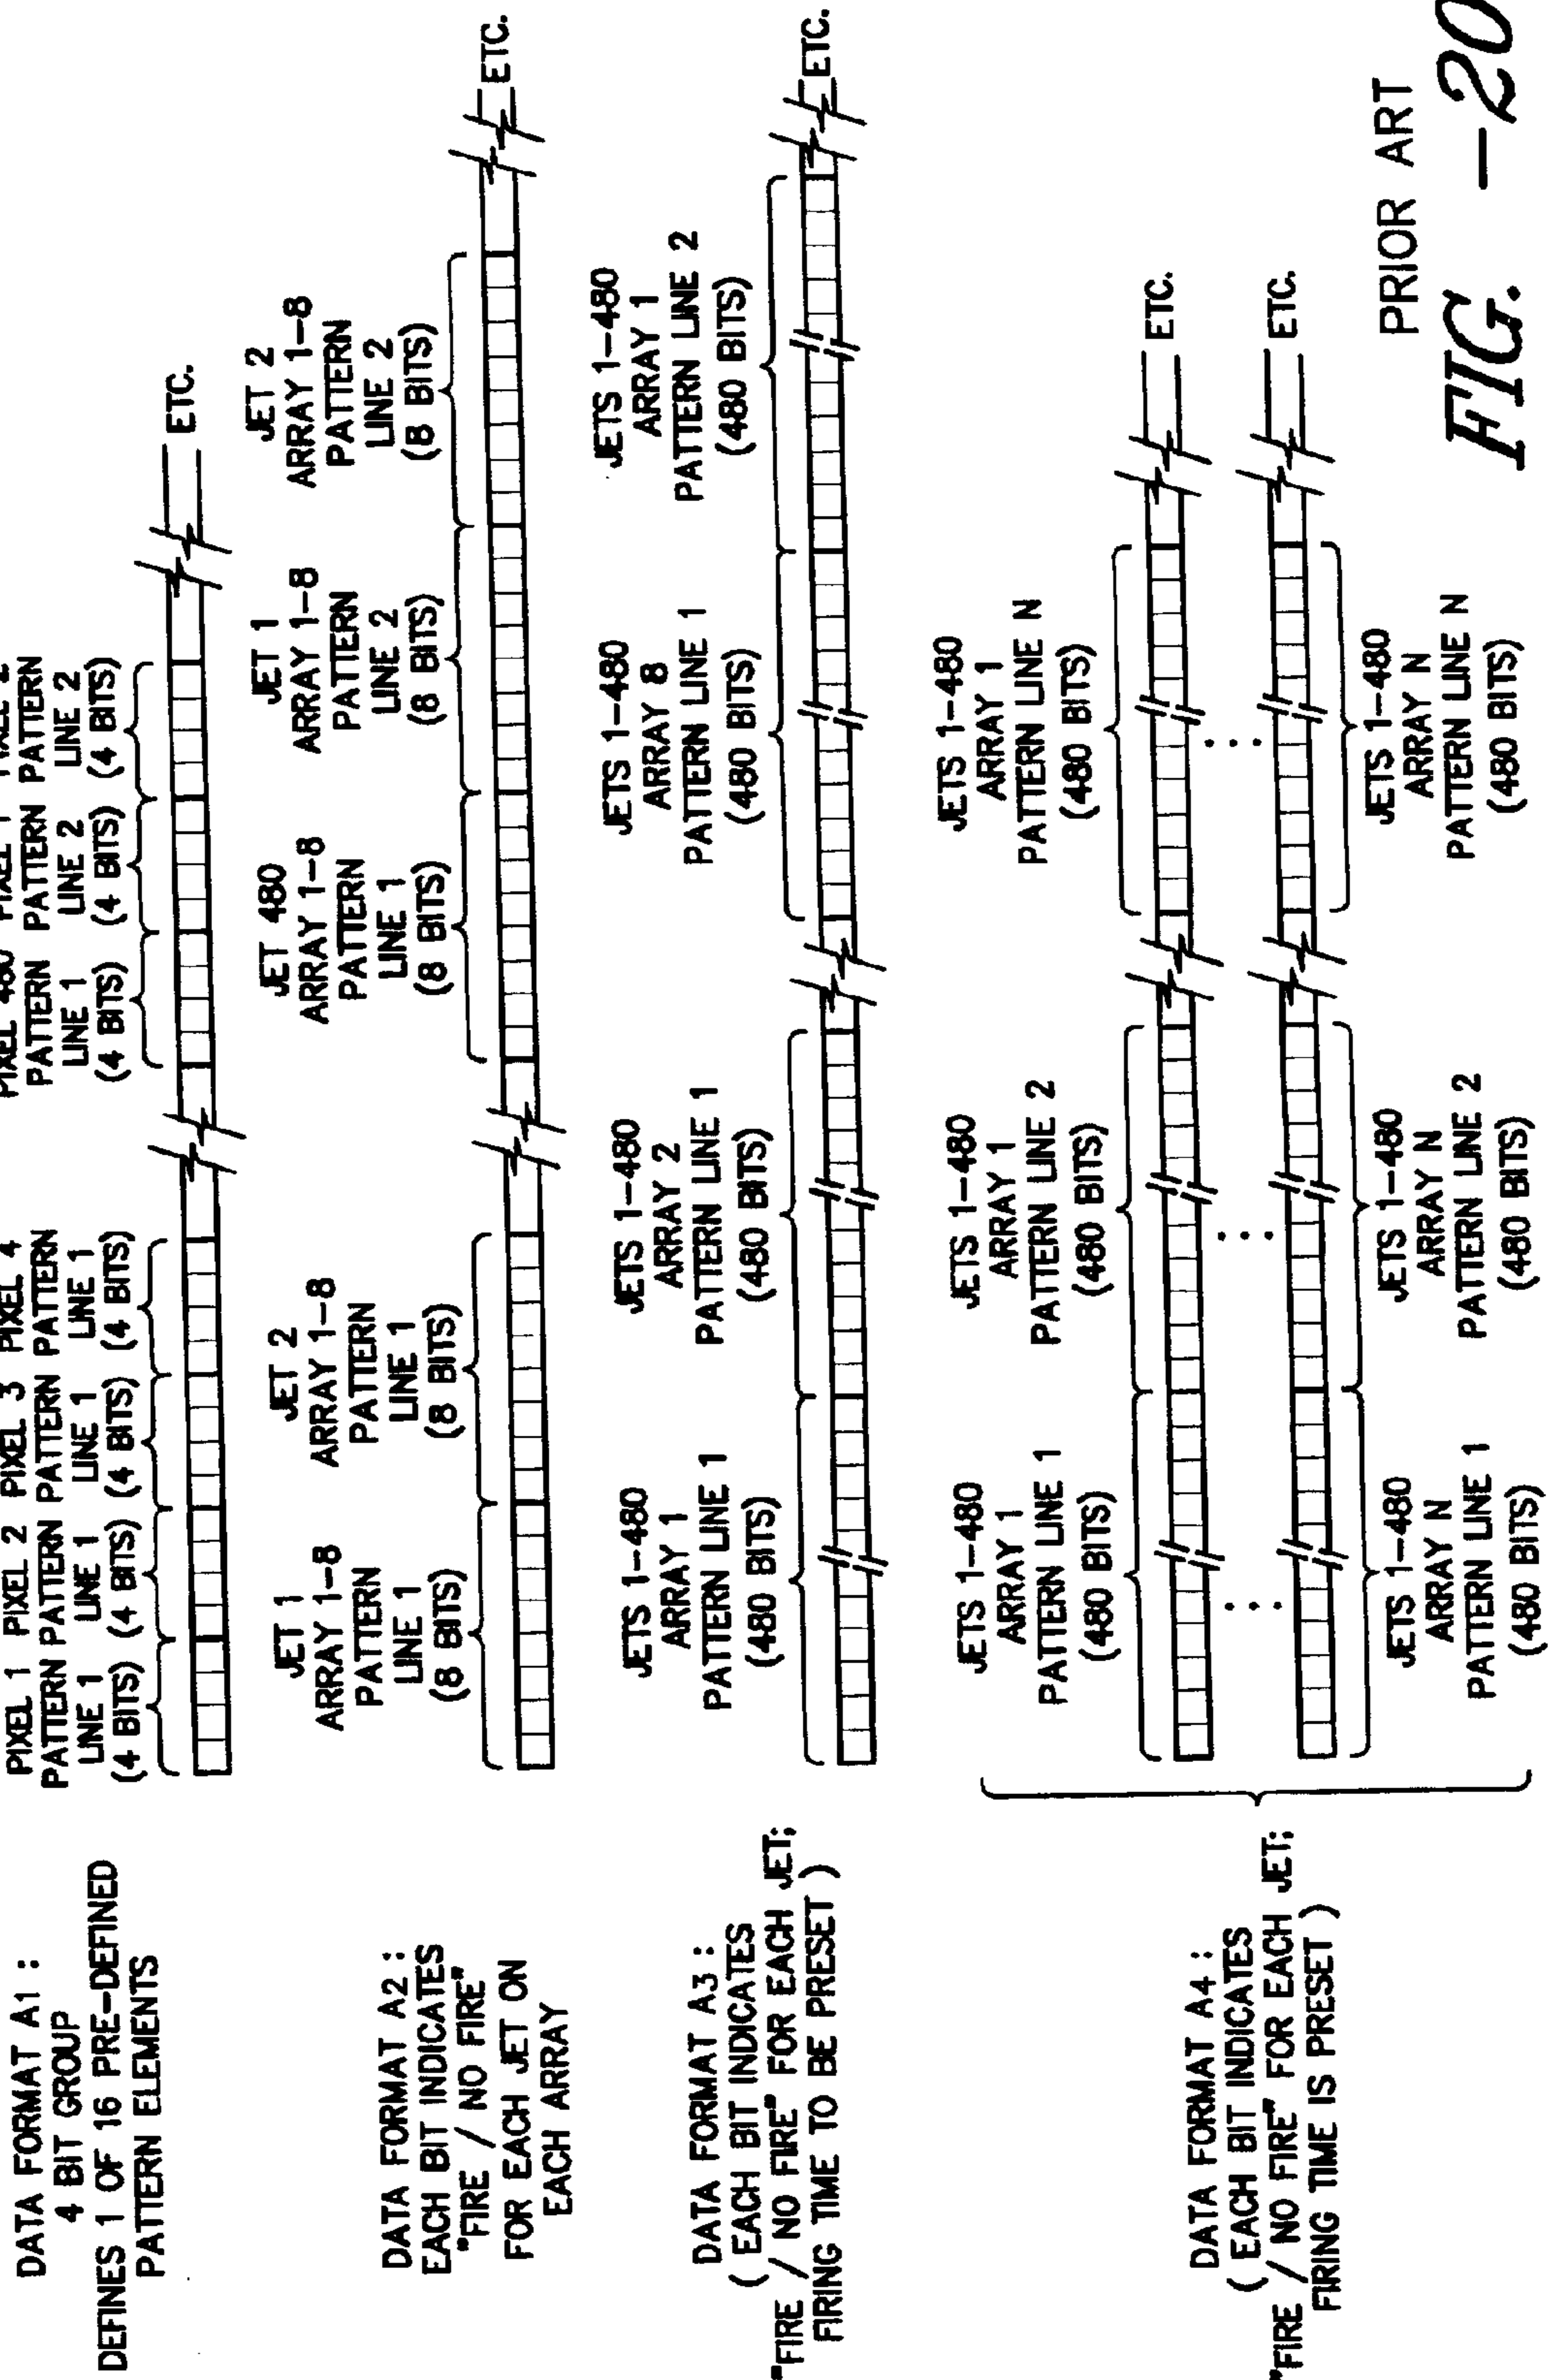 DATA FORMAT A1 :
4 BIT GROUP
DEFINES 1 OF 16 PRE-DEFINED
PATTERN ELEMENTS
PIXEL 1 PIXEL 2 PIXEL 3 PIXEL 4
PATTERN PATTERN PATTERN PATTERN
LINE 1 LINE 1 LINE 1 LINE 1
(4 BITS) (4 BITS) (4 BITS) (4 BITS)
PIXEL 480 PIXEL 1 PIXEL 2
PATTERN PATTERN PATTERN
LINE 1 LINE 2 LINE 2
(4 BITS) (4 BITS) (4 BITS)
ETC.
DATA FORMAT A2 :
EACH BIT INDICATES
"FIRE / NO FIRE"
FOR EACH JET ON
EACH ARRAY
JET 1
ARRAY 1-8
PATTERN
LINE 1
(8 BITS)
JET 2
ARRAY 1-8
PATTERN
LINE 1
(8 BITS)
JET 480
ARRAY 1-8
PATTERN
LINE 1
(8 BITS)
JET 1
ARRAY 1-8
PATTERN
LINE 2
(8 BITS)
JET 2
ARRAY 1-8
PATTERN
LINE 2
(8 BITS)
ETC.
DATA FORMAT A3 :
( EACH BIT INDICATES
"FIRE / NO FIRE" FOR EACH JET;
FIRING TIME TO BE PRESET )
JETS 1-480
ARRAY 1
PATTERN LINE 1
(480 BITS)
JETS 1-480
ARRAY 2
PATTERN LINE 1
(480 BITS)
JETS 1-480
ARRAY 8
PATTERN LINE 1
(480 BITS)
JETS 1-480
ARRAY 1
PATTERN LINE 2
(480 BITS)
ETC.
DATA FORMAT A4 :
( EACH BIT INDICATES
"FIRE / NO FIRE" FOR EACH JET;
FIRING TIME IS PRESET )
JETS 1-480
ARRAY 1
PATTERN LINE 1
(480 BITS)
JETS 1-480
ARRAY 1
PATTERN LINE 2
(480 BITS)
JETS 1-480
ARRAY 1
PATTERN LINE N
(480 BITS)
ETC.
ETC.
JETS 1-480
ARRAY N
PATTERN LINE 1
(480 BITS)
JETS 1-480
ARRAY N
PATTERN LINE 2
(480 BITS)
JETS 1-480
ARRAY N
PATTERN LINE N
(480 BITS)
PRIOR ART
FIG. -20